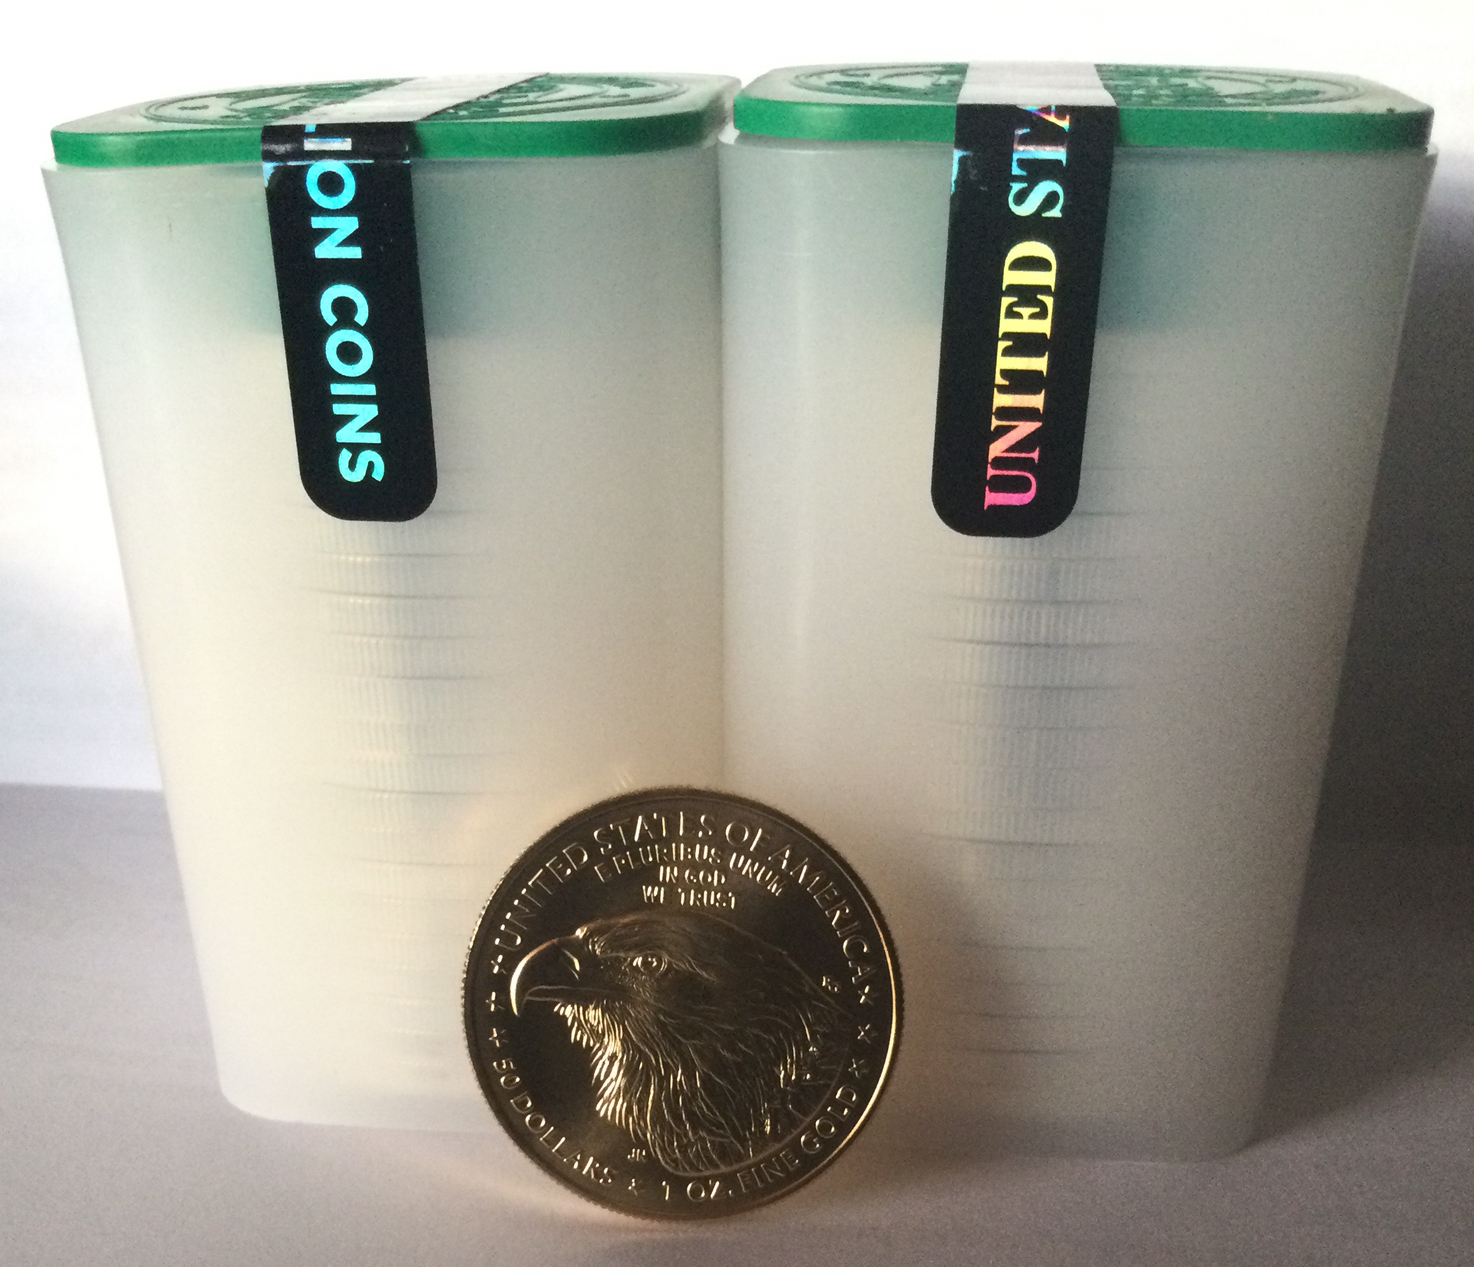 LION COINS
UNITED STA
UNITED STATES OF AMERICA
E PLURIBUS UNUM
IN GOD
WE TRUST
50 DOLLARS
1 OZ. FINE GOLD